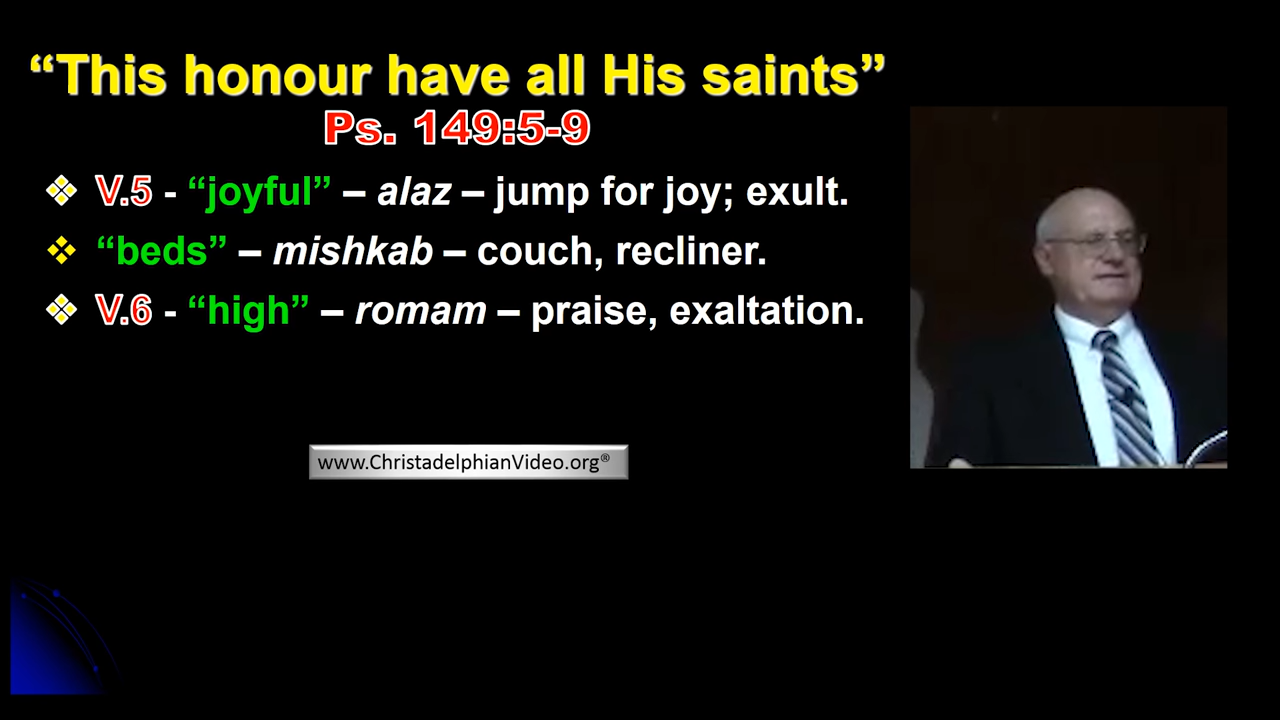 “This honour have all His saints”
Ps. 149:5-9
V.5 - “joyful” – alaz – jump for joy; exult.
“beds” – mishkab – couch, recliner.
V.6 - “high” – romam – praise, exaltation.
www.ChristadelphianVideo.org®